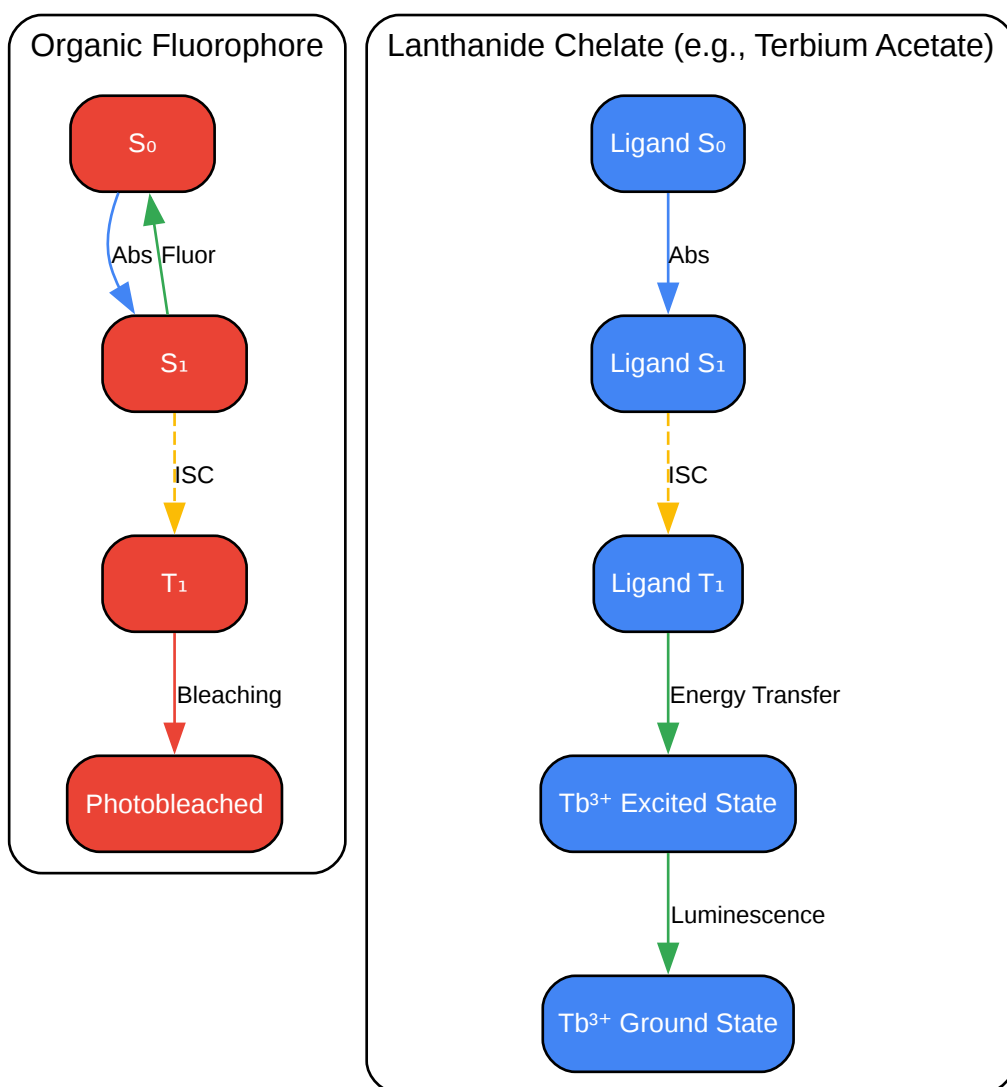 Organic Fluorophore
S₀
Abs
Fluor
S₁
ISC
T₁
Bleaching
Photobleached
Lanthanide Chelate (e.g., Terbium Acetate)
Ligand S₀
Abs
Ligand S₁
ISC
Ligand T₁
Energy Transfer
Tb³⁺ Excited State
Luminescence
Tb³⁺ Ground State